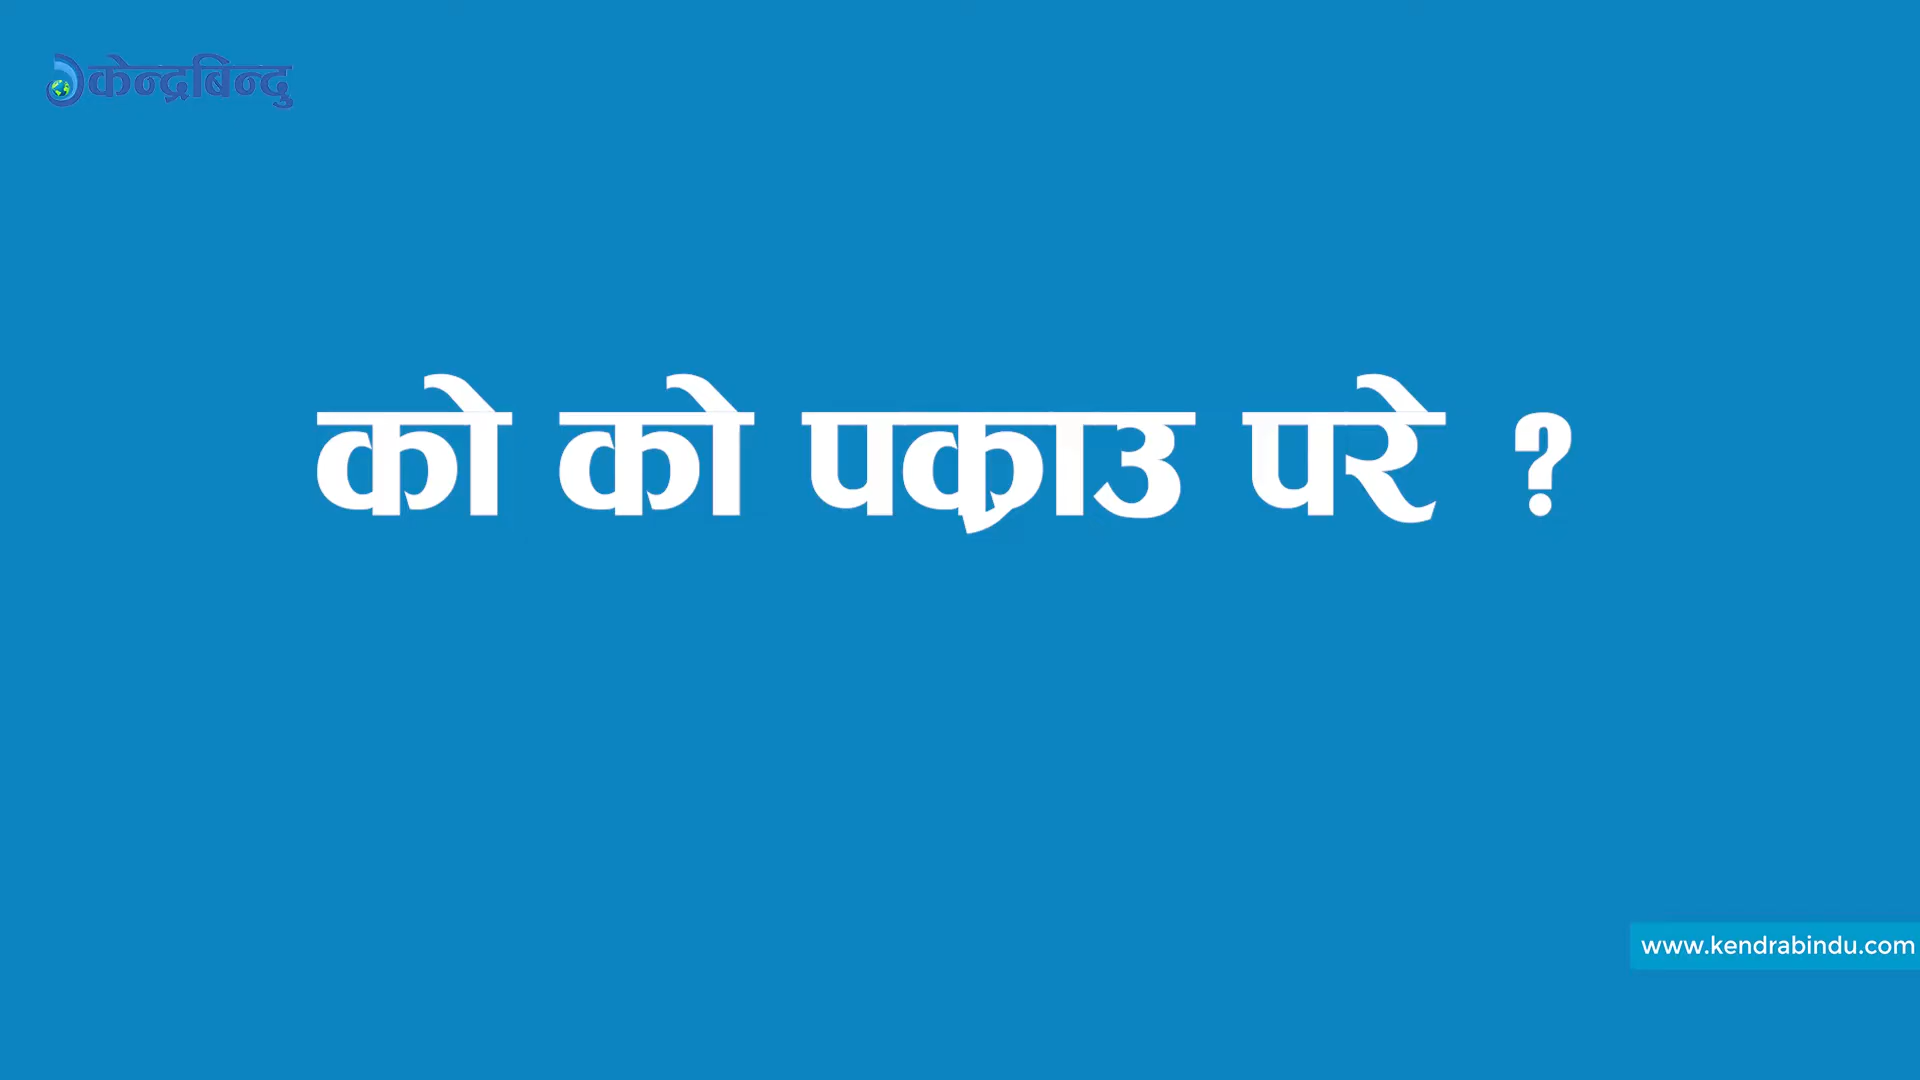 केन्द्रबिन्दु
को को पक्राउ परे ?
www.kendrabindu.com